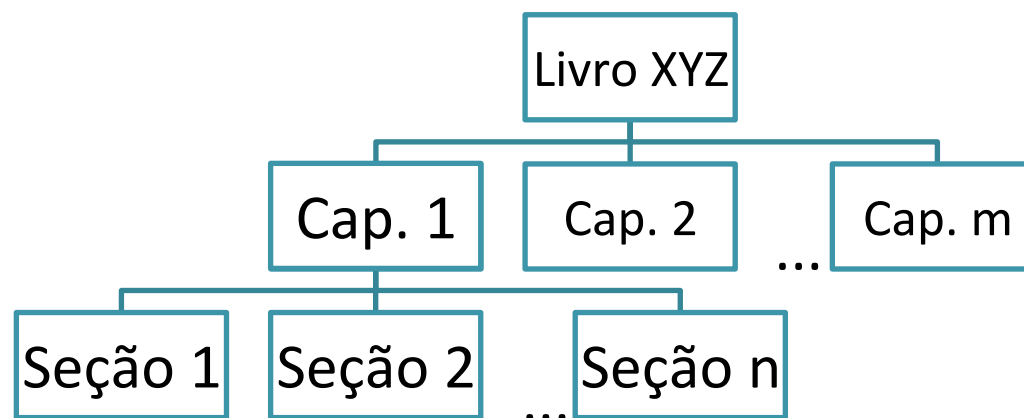 Livro XYZ
Cap. 1
Cap. 2
...
Cap. m
Seção 1
Seção 2
...
Seção n